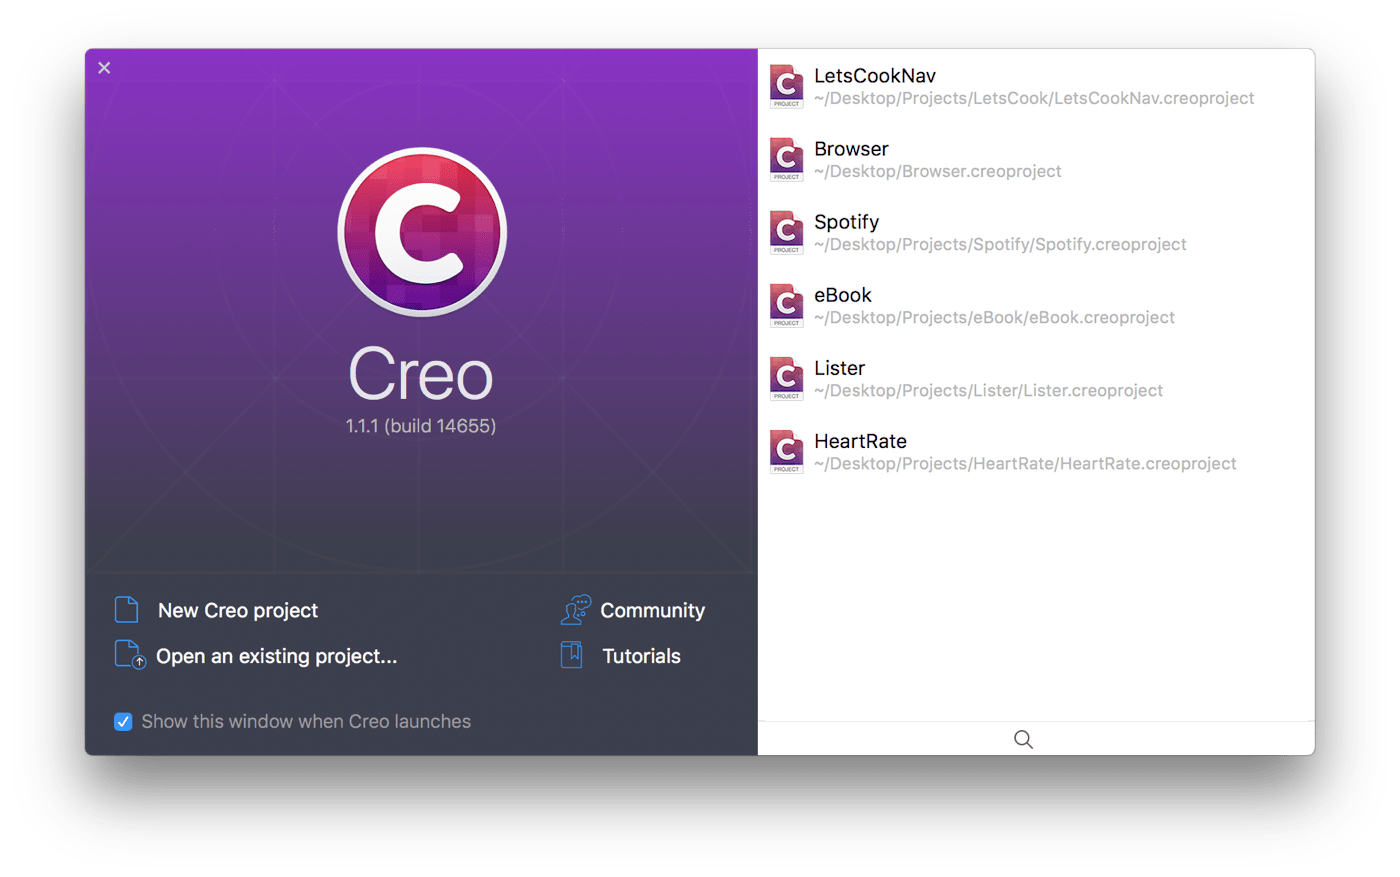 C
Creo
1.1.1 (build 14655)
New Creo project
Open an existing project...
Community
Tutorials
Show this window when Creo launches
C
PROJECT
LetsCookNav
~/Desktop/Projects/LetsCook/LetsCookNav.creoproject
C
PROJECT
Browser
~/Desktop/Browser.creoproject
C
PROJECT
Spotify
~/Desktop/Projects/Spotify/Spotify.creoproject
C
PROJECT
eBook
~/Desktop/Projects/eBook/eBook.creoproject
C
PROJECT
Lister
~/Desktop/Projects/Lister/Lister.creoproject
C
PROJECT
HeartRate
~/Desktop/Projects/HeartRate/HeartRate.creoproject